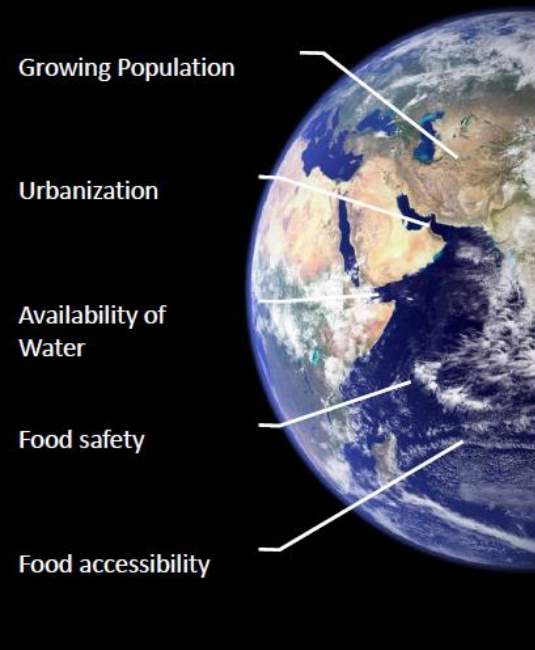 Growing Population
Urbanization
Availability of
Water
Food safety
Food accessibility